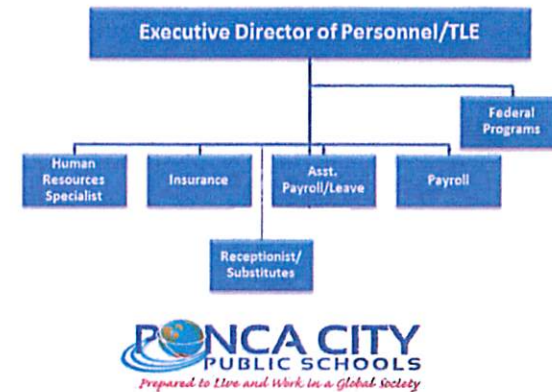 Executive Director of Personnel/TLE
Federal
Programs
Human
Resources
Specialist
Insurance
Asst.
Payroll/Leave
Payroll
Receptionist/
Substitutes
PONCA CITY
PUBLIC SCHOOLS
Prepared to Live and Work in a Global Society